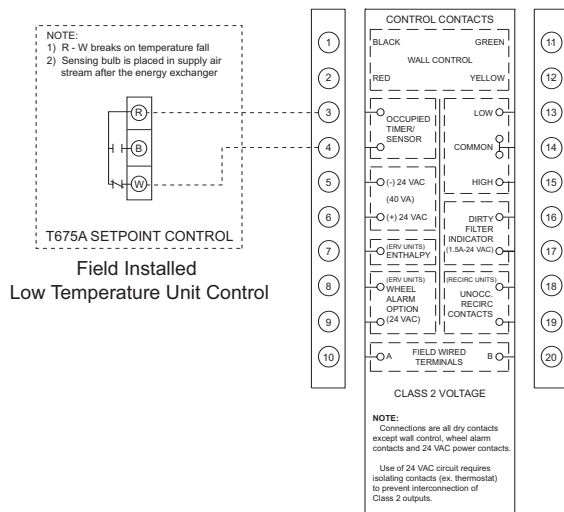 NOTE:
1) R - W breaks on temperature fall
2) Sensing bulb is placed in supply air
stream after the energy exchanger
R
B
W
T675A SETPOINT CONTROL
Field Installed
Low Temperature Unit Control
1
2
3
4
5
6
7
8
9
10
CONTROL CONTACTS
BLACK GREEN
WALL CONTROL
RED YELLOW
OCCUPIED
TIMER/
SENSOR
LOW
COMMON
HIGH
(-) 24 VAC
(40 VA)
(+) 24 VAC
DIRTY
FILTER
INDICATOR
(1.5A-24 VAC)
(ERV UNITS)
ENTHALPY
(ERV UNITS)
WHEEL
ALARM
OPTION
(24 VAC)
(RECIRC UNITS)
UNOCC.
RECIRC
CONTACTS
A FIELD WIRED B
TERMINALS
CLASS 2 VOLTAGE
NOTE:
Connections are all dry contacts
except wall control, wheel alarm
contacts and 24 VAC power contacts.
Use of 24 VAC circuit requires
isolating contacts (ex. thermostat)
to prevent interconnection of
Class 2 outputs.
11
12
13
14
15
16
17
18
19
20